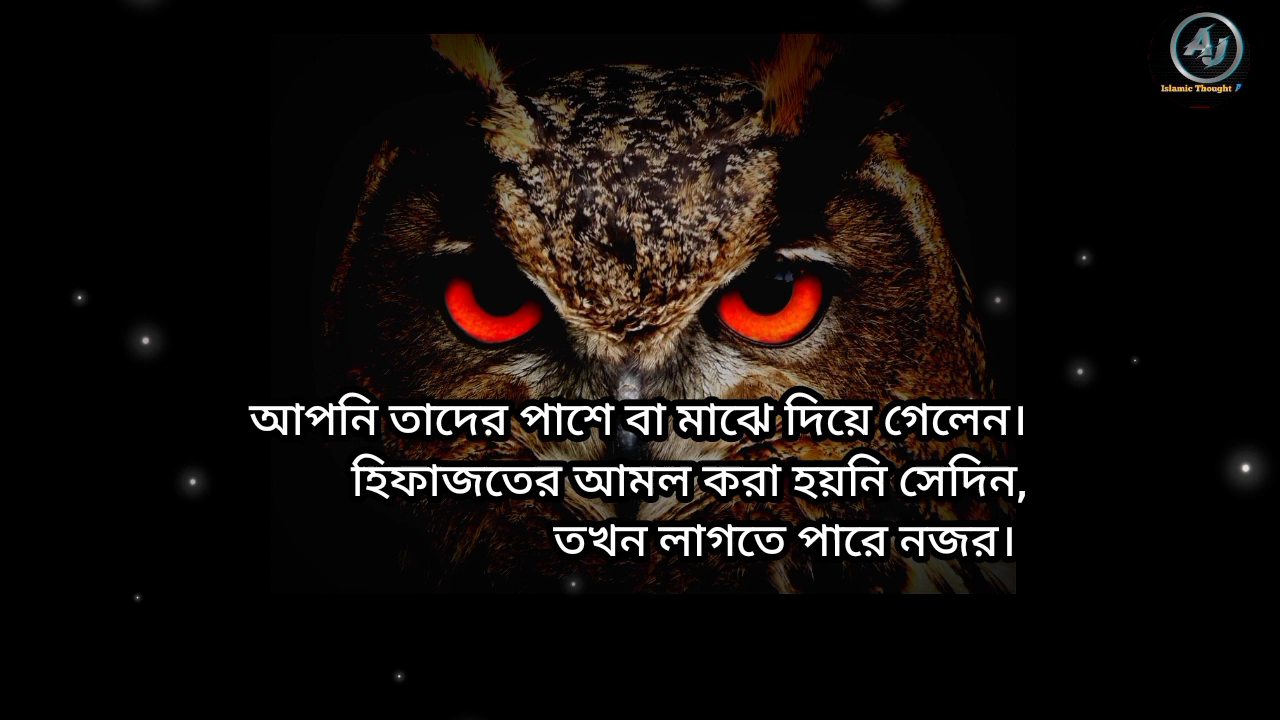 AJ
Islamic Thought
আপনি তাদের পাশে বা মাঝে দিয়ে গেলেন।
হিফাজতের আমল করা হয়নি সেদিন,
তখন লাগতে পারে নজর।